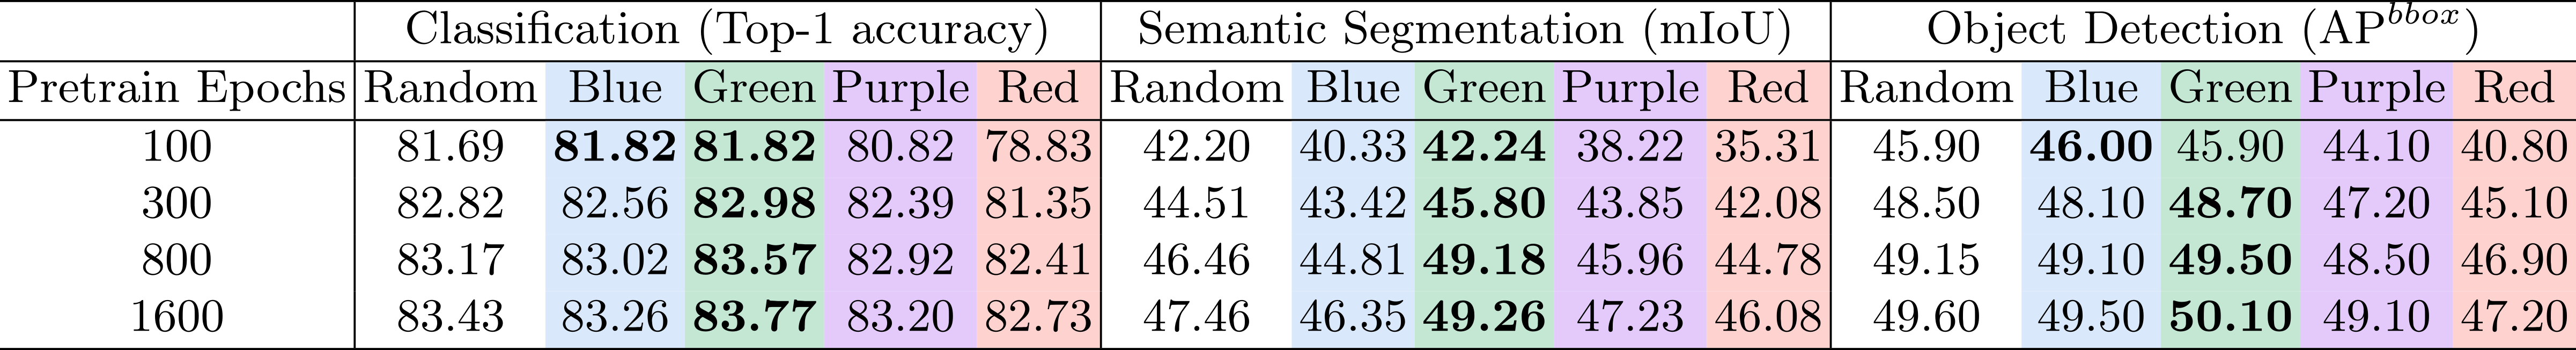 Classification (Top-1 accuracy) Semantic Segmentation (mIoU) Object Detection (AP^bbox)
Pretrain Epochs Random Blue Green Purple Red Random Blue Green Purple Red Random Blue Green Purple Red
100 81.69 81.82 81.82 80.82 78.83 42.20 40.33 42.24 38.22 35.31 45.90 46.00 45.90 44.10 40.80
300 82.82 82.56 82.98 82.39 81.35 44.51 43.42 45.80 43.85 42.08 48.50 48.10 48.70 47.20 45.10
800 83.17 83.02 83.57 82.92 82.41 46.46 44.81 49.18 45.96 44.78 49.15 49.10 49.50 48.50 46.90
1600 83.43 83.26 83.77 83.20 82.73 47.46 46.35 49.26 47.23 46.08 49.60 49.50 50.10 49.10 47.20